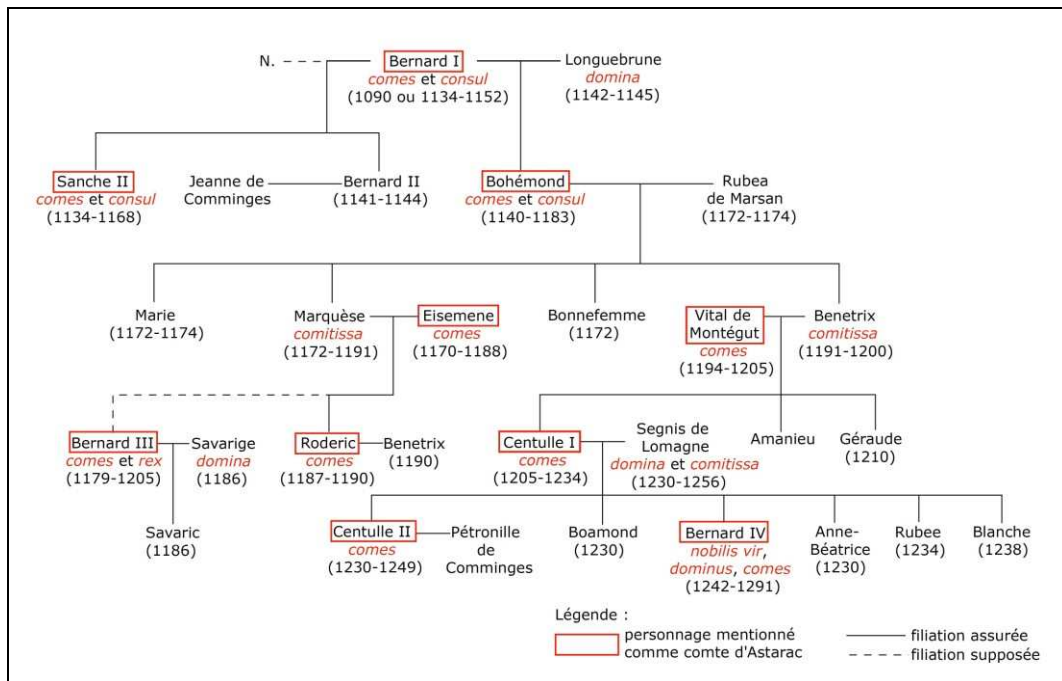 N.
Bernard I
comes et consul
(1090 ou 1134-1152)
Longuebrune
domina
(1142-1145)
Sanche II
comes et consul
(1134-1168)
Jeanne de
Comminges
Bernard II
(1141-1144)
Bohémond
comes et consul
(1140-1183)
Rubea
de Marsan
(1172-1174)
Marie
(1172-1174)
Marquèse
comitissa
(1172-1191)
Eisemene
comes
(1170-1188)
Bonnefemme
(1172)
Vital de
Montégut
comes
(1194-1205)
Benetrix
comitissa
(1191-1200)
Bernard III
comes et rex
(1179-1205)
Savarige
domina
(1186)
Roderic
comes
(1187-1190)
Benetrix
(1190)
Centulle I
comes
(1205-1234)
Segnis de
Lomagne
domina et comitissa
(1230-1256)
Amanieu
Géraude
(1210)
Savaric
(1186)
Centulle II
comes
(1230-1249)
Pétronille
de
Comminges
Boamond
(1230)
Bernard IV
nobilis vir,
dominus, comes
(1242-1291)
Anne-
Béatrice
(1230)
Rubee
(1234)
Blanche
(1238)
Légende :
personnage mentionné
comme comte d'Astarac
filiation assurée
filiation supposée